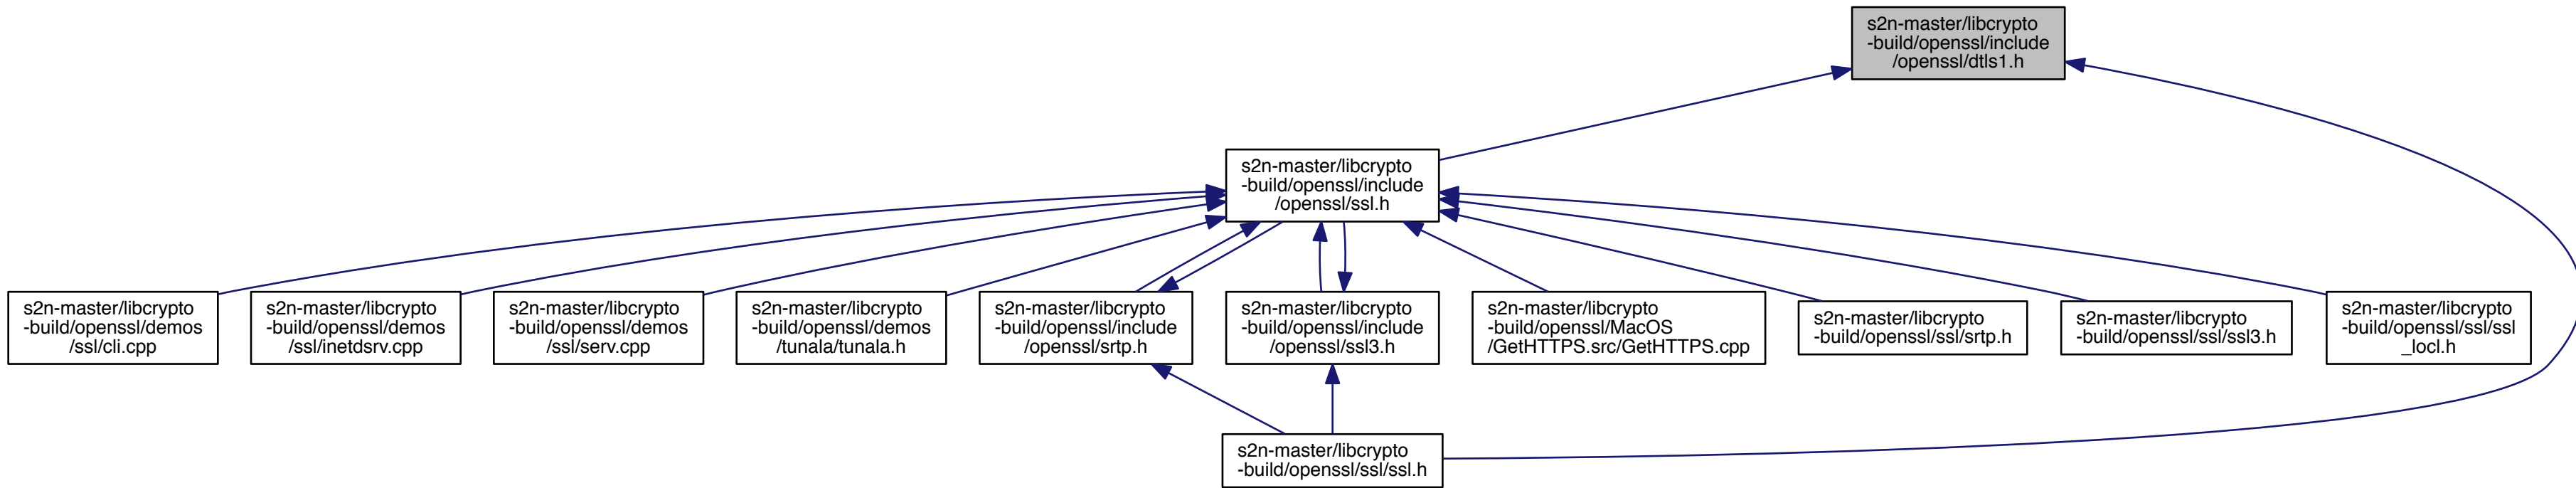 s2n-master/libcrypto
-build/openssl/include
/openssl/dtls1.h
s2n-master/libcrypto
-build/openssl/include
/openssl/ssl.h
s2n-master/libcrypto
-build/openssl/demos
/ssl/cli.cpp
s2n-master/libcrypto
-build/openssl/demos
/ssl/inetdsrv.cpp
s2n-master/libcrypto
-build/openssl/demos
/ssl/serv.cpp
s2n-master/libcrypto
-build/openssl/demos
/tunala/tunala.h
s2n-master/libcrypto
-build/openssl/include
/openssl/srtp.h
s2n-master/libcrypto
-build/openssl/include
/openssl/ssl3.h
s2n-master/libcrypto
-build/openssl/MacOS
/GetHTTPS.src/GetHTTPS.cpp
s2n-master/libcrypto
-build/openssl/ssl/srtp.h
s2n-master/libcrypto
-build/openssl/ssl/ssl3.h
s2n-master/libcrypto
-build/openssl/ssl/ssl
_locl.h
s2n-master/libcrypto
-build/openssl/ssl/ssl.h